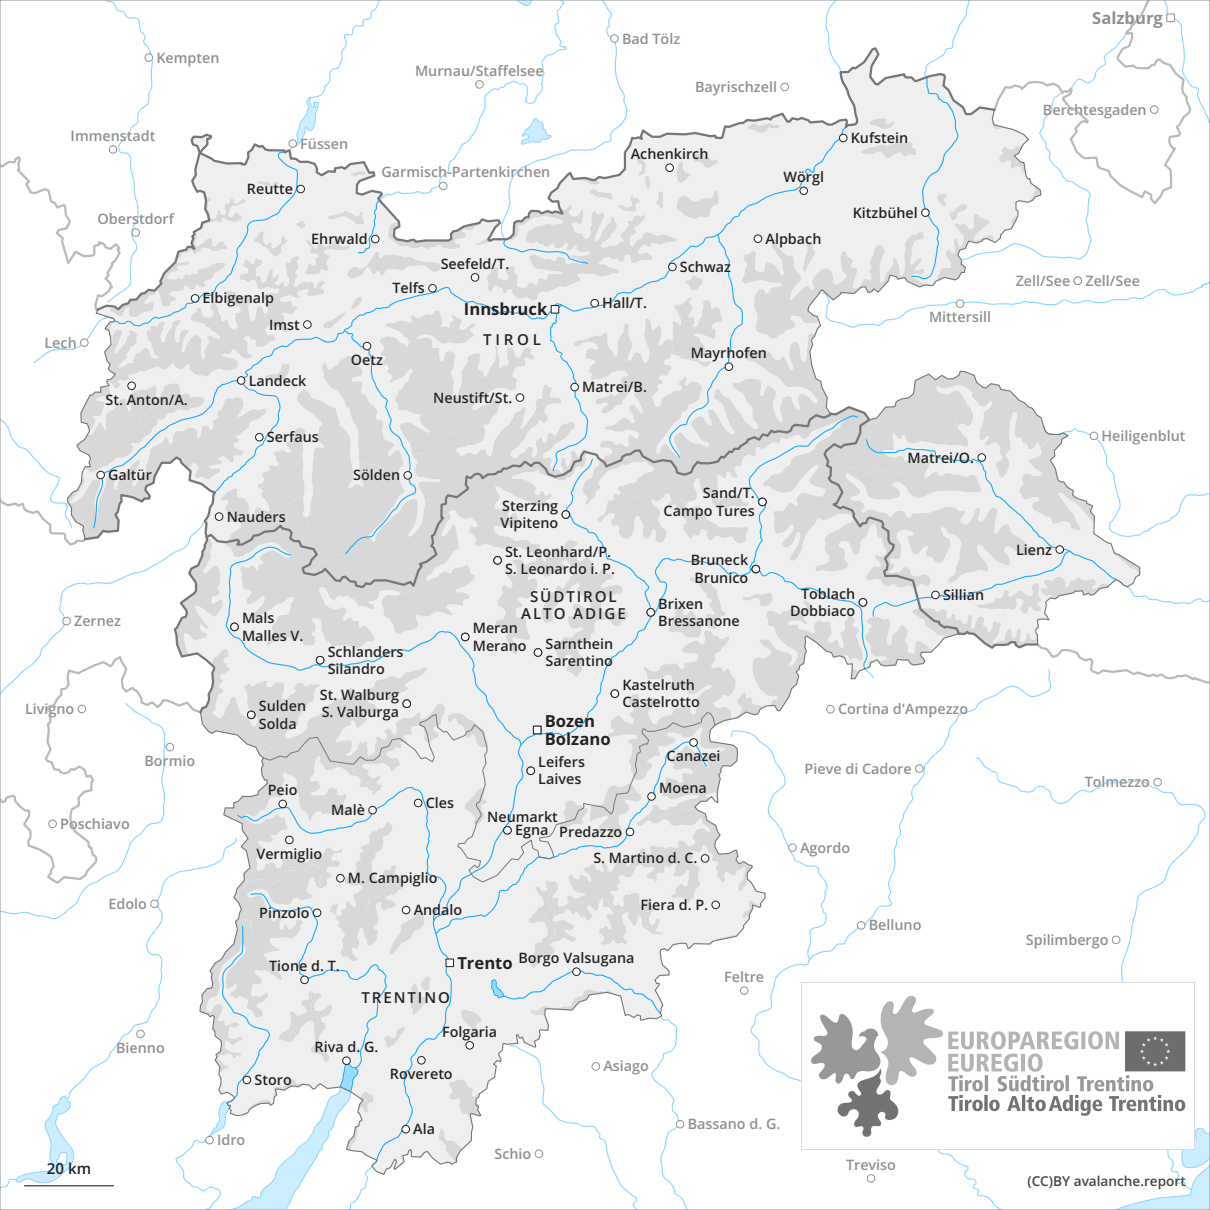 Salzburg
Bad Tölz
Kempten
Murnau/Staffelsee
Bayrischzell
Berchtesgaden
Immenstadt
Füssen
Kufstein
Achenkirch
Garmisch-Partenkirchen
Wörgl
Reutte
Oberstdorf
Kitzbühel
Ehrwald
Alpbach
Seefeld/T.
Schwaz
Zell/See
Zell/See
Telfs
Elbigenalp
Innsbruck
Hall/T.
Mittersill
Imst
TIROL
Lech
Oetz
Mayrhofen
Landeck
Matrei/B.
St. Anton/A.
Neustift/St.
Serfaus
Heiligenblut
Matrei/O.
Galtür
Sölden
Sand/T.
Campo Tures
Sterzing
Vipiteno
Nauders
St. Leonhard/P.
S. Leonardo i. P.
Lienz
Bruneck
Brunico
SÜDTIROL
ALTO ADIGE
Toblach
Dobbiaco
Sillian
Brixen
Bressanone
Zernez
Mals
Malles V.
Meran
Merano
Sarnthein
Sarentino
Schlanders
Silandro
St. Walburg
S. Valburga
Kastelruth
Castelrotto
Livigno
Sulden
Solda
Cortina d'Ampezzo
Bozen
Bolzano
Bormio
Canazei
Leifers
Laives
Pieve di Cadore
Tolmezzo
Peio
Moena
Malè
Cles
Neumarkt
Egna
Predazzo
Poschiavo
Vermiglio
Agordo
S. Martino d. C.
M. Campiglio
Edolo
Pinzolo
Andalo
Fiera d. P.
Belluno
Spilimbergo
Trento
Borgo Valsugana
Tione d. T.
Feltre
TRENTINO
Folgaria
Bienno
Riva d. G.
Rovereto
Asiago
Storo
EUROPAREGION
EUREGIO
Tirol Südtirol Trentino
Tirolo Alto Adige Trentino
Ala
Idro
Bassano d. G.
Schio
Treviso
20 km
(CC)BY avalanche.report